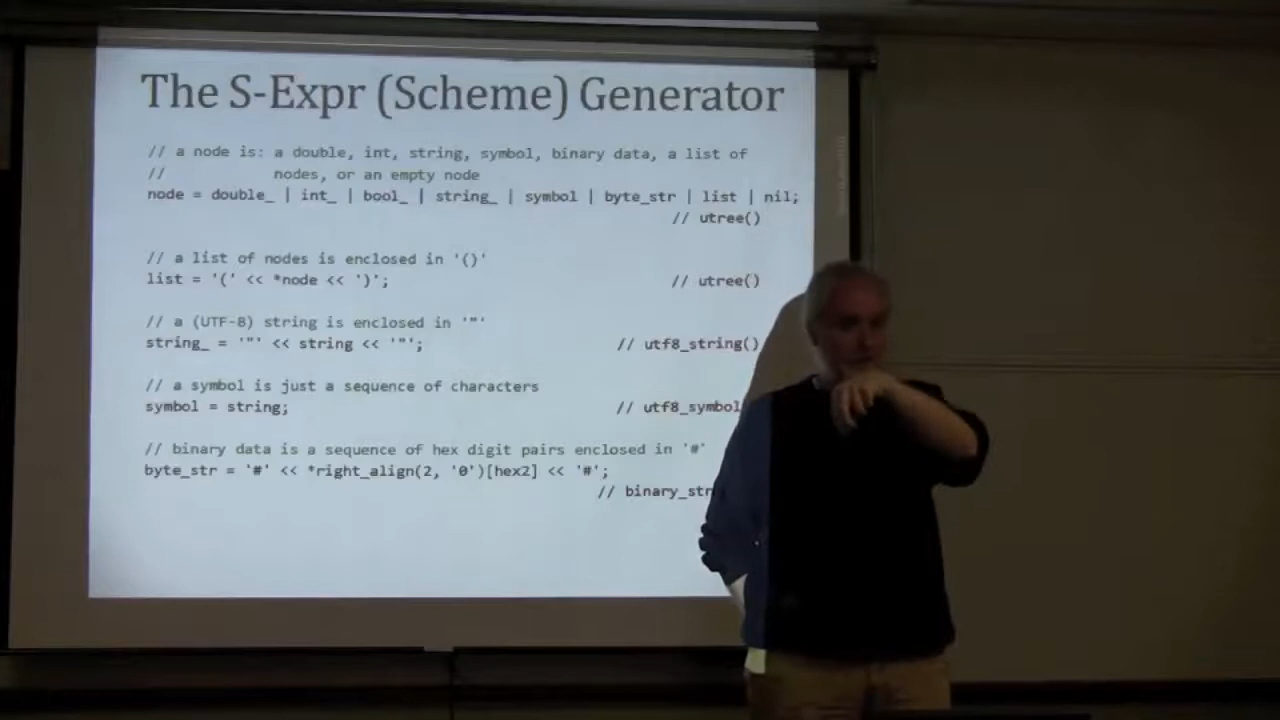 The S-Expr (Scheme) Generator
// a node is: a double, int, string, symbol, binary data, a list of
// nodes, or an empty node
node = double_ | int_ | bool_ | string_ | symbol | byte_str | list | nil;
// utree()
// a list of nodes is enclosed in '()'
list = '(' << *node << ')'; // utree()
// a (UTF-8) string is enclosed in '"'
string_ = '"' << string << '"'; // utf8_string()
// a symbol is just a sequence of characters
symbol = string; // utf8_symbol
// binary data is a sequence of hex digit pairs enclosed in '#'
byte_str = '#' << *right_align(2, '0')[hex2] << '#';
// binary_str